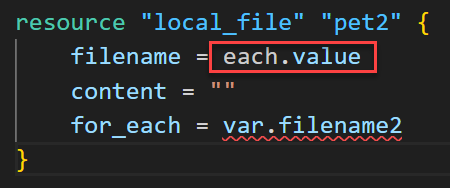 resource "local_file" "pet2" {
filename = each.value
content = ""
for_each = var.filename2
}